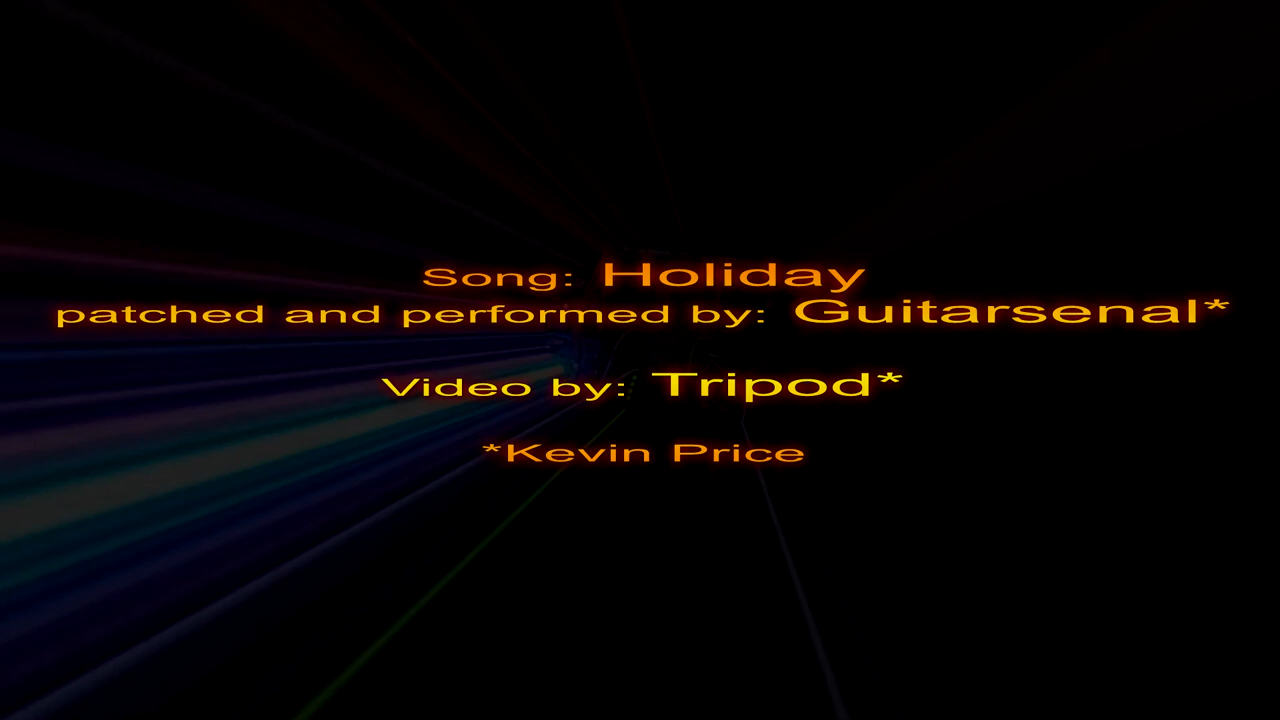 Song: Holiday
patched and performed by: Guitarsenal*
Video by: Tripod*
*Kevin Price